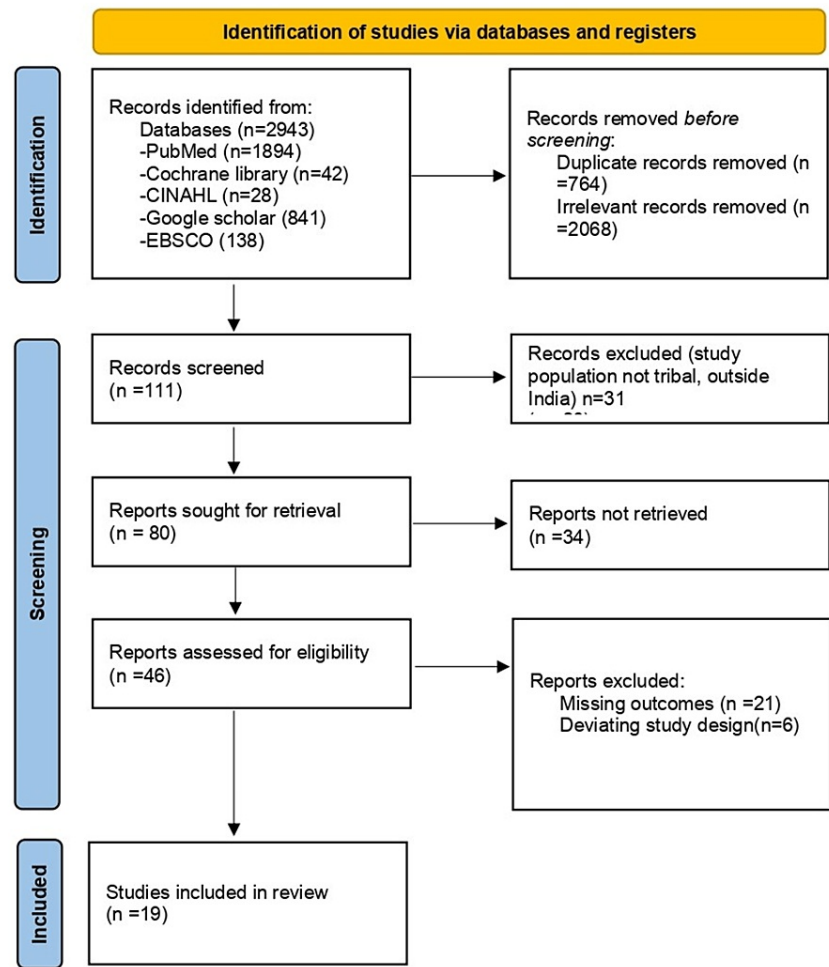 Identification of studies via databases and registers
Identification
Records identified from:
Databases (n=2943)
-PubMed (n=1894)
-Cochrane library (n=42)
-CINAHL (n=28)
-Google scholar (841)
-EBSCO (138)
Records removed before
screening:
Duplicate records removed (n
=764)
Irrelevant records removed (n
=2068)
Screening
Records screened
(n =111)
Records excluded (study
population not tribal, outside
India) n=31
Reports sought for retrieval
(n = 80)
Reports not retrieved
(n =34)
Reports assessed for eligibility
(n =46)
Reports excluded:
Missing outcomes (n =21)
Deviating study design(n=6)
Included
Studies included in review
(n =19)